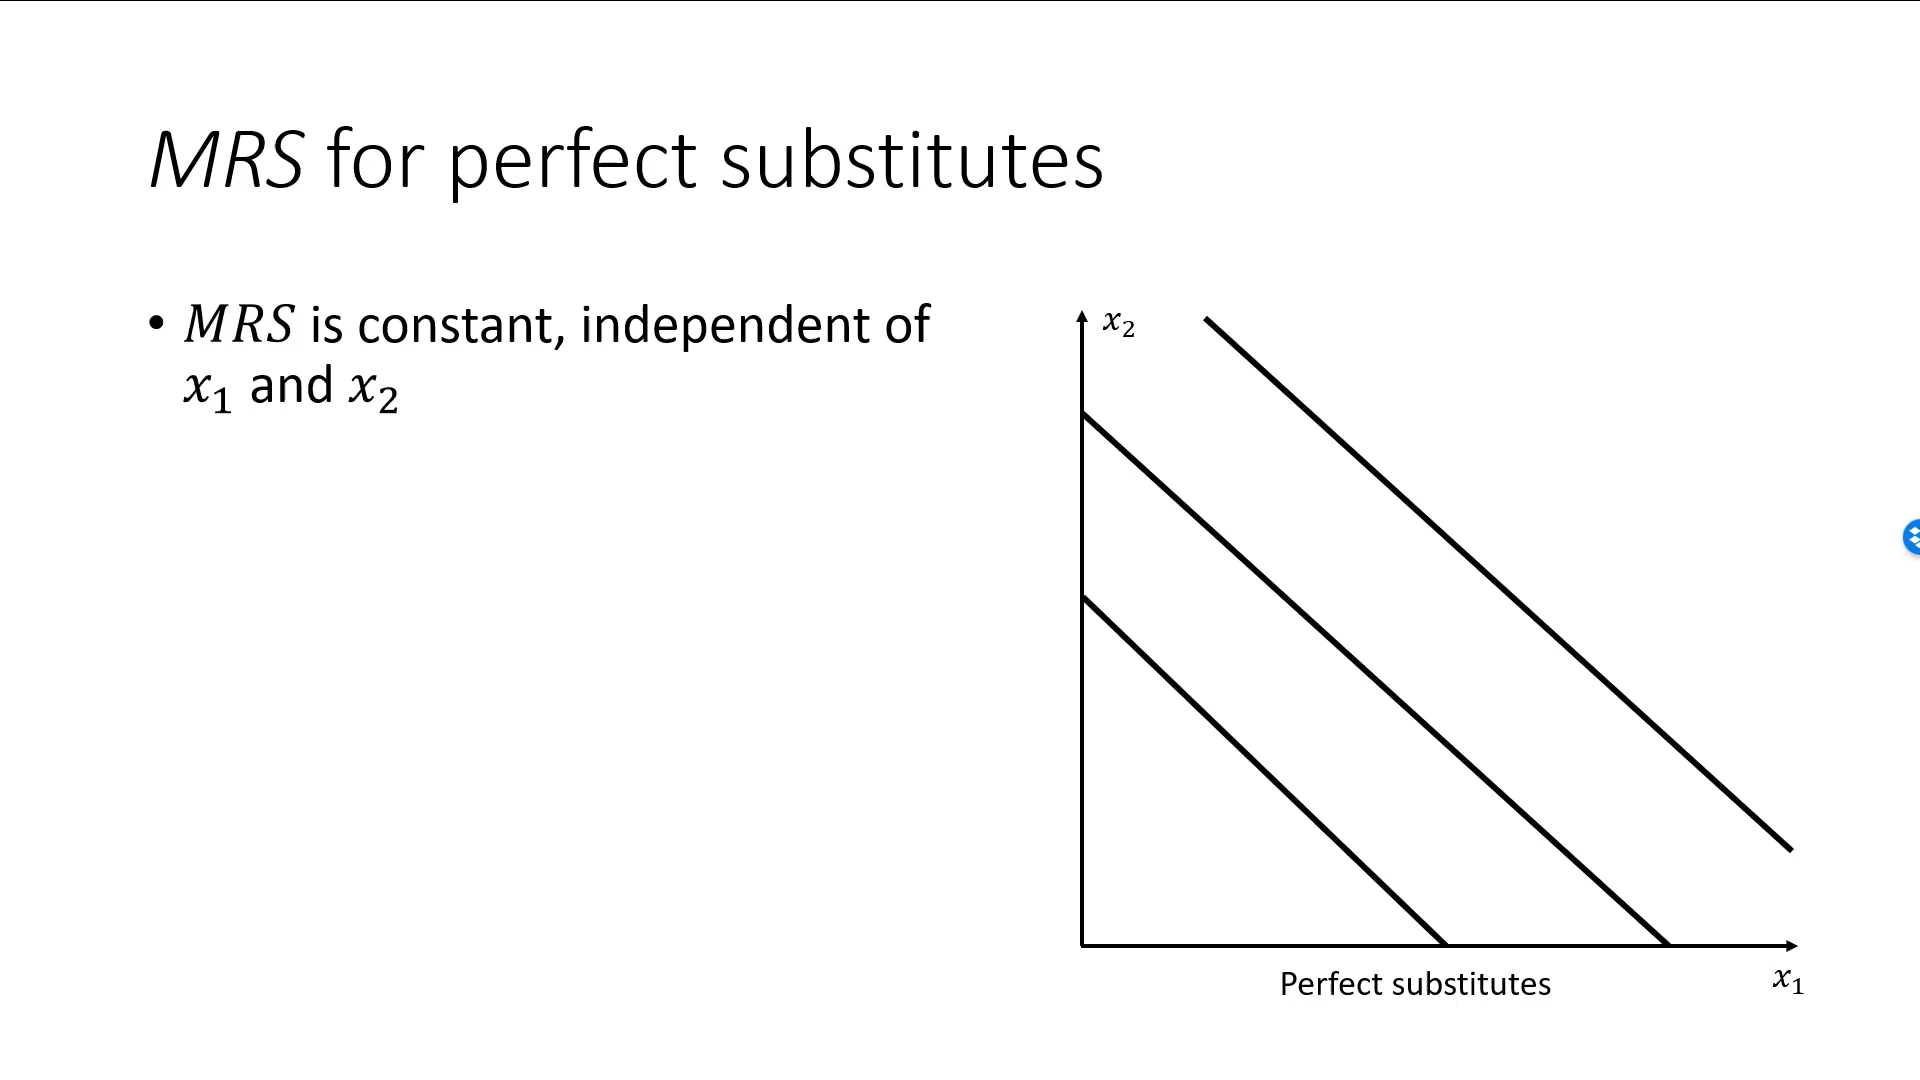 MRS for perfect substitutes
• 𝑀𝑅𝑆 is constant, independent of
𝑥₁ and 𝑥₂
𝑥₂
Perfect substitutes
𝑥₁